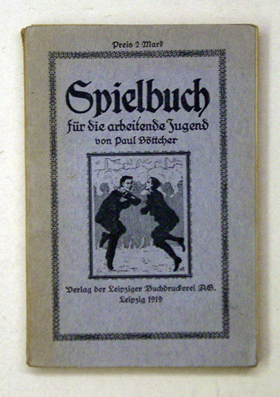 Preis 2 Mark
Spielbuch
für die arbeitende Jugend
von Paul Böttcher
Verlag der Leipziger Buchdruckerei AG.
Leipzig 1919